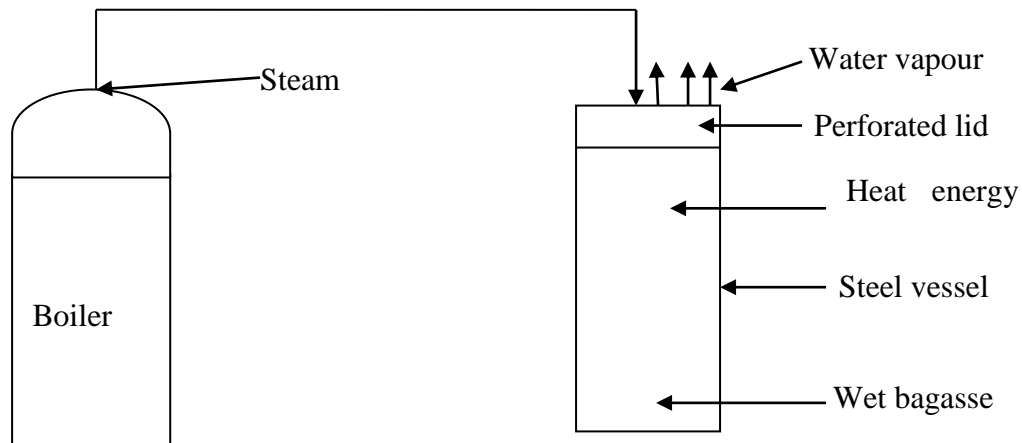 Water vapour
Steam
Perforated lid
Heat energy
Steel vessel
Boiler
Wet bagasse